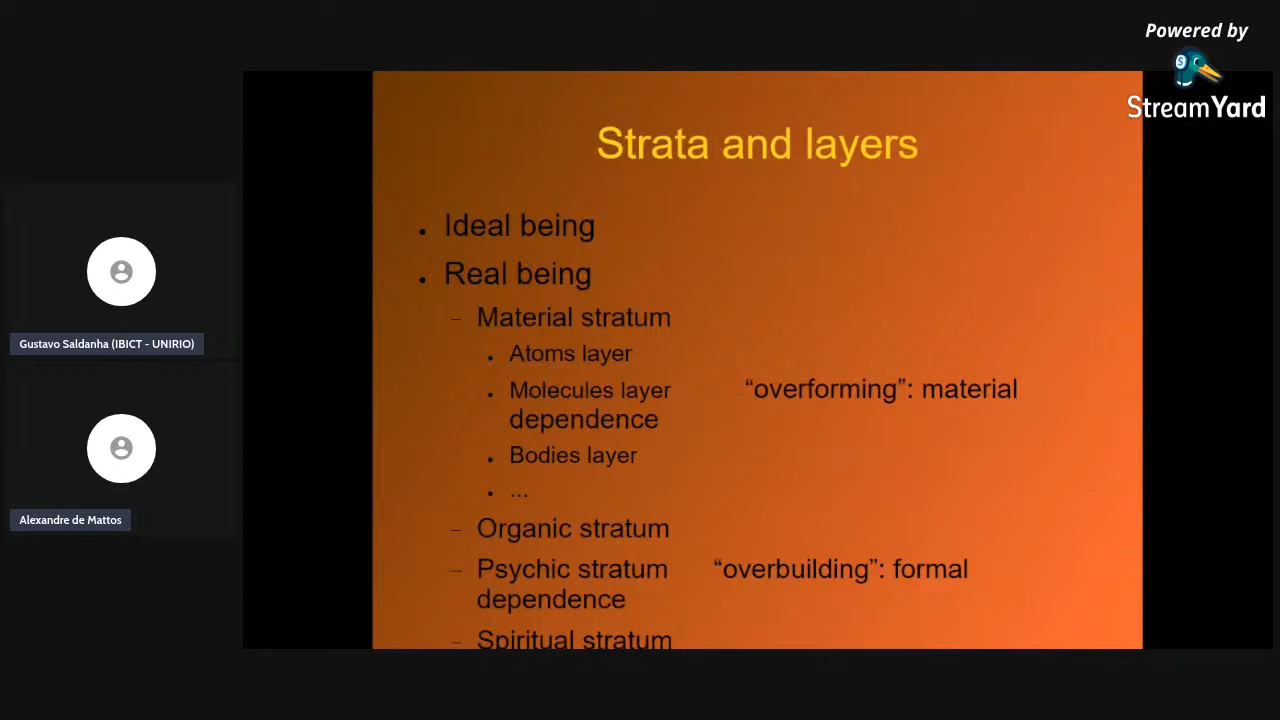 Powered by
StreamYard
Strata and layers
• Ideal being
• Real being
– Material stratum
• Atoms layer
• Molecules layer “overforming”: material
dependence
• Bodies layer
• ...
– Organic stratum
– Psychic stratum “overbuilding”: formal
dependence
– Spiritual stratum
Gustavo Saldanha (IBICT - UNIRIO)
Alexandre de Mattos